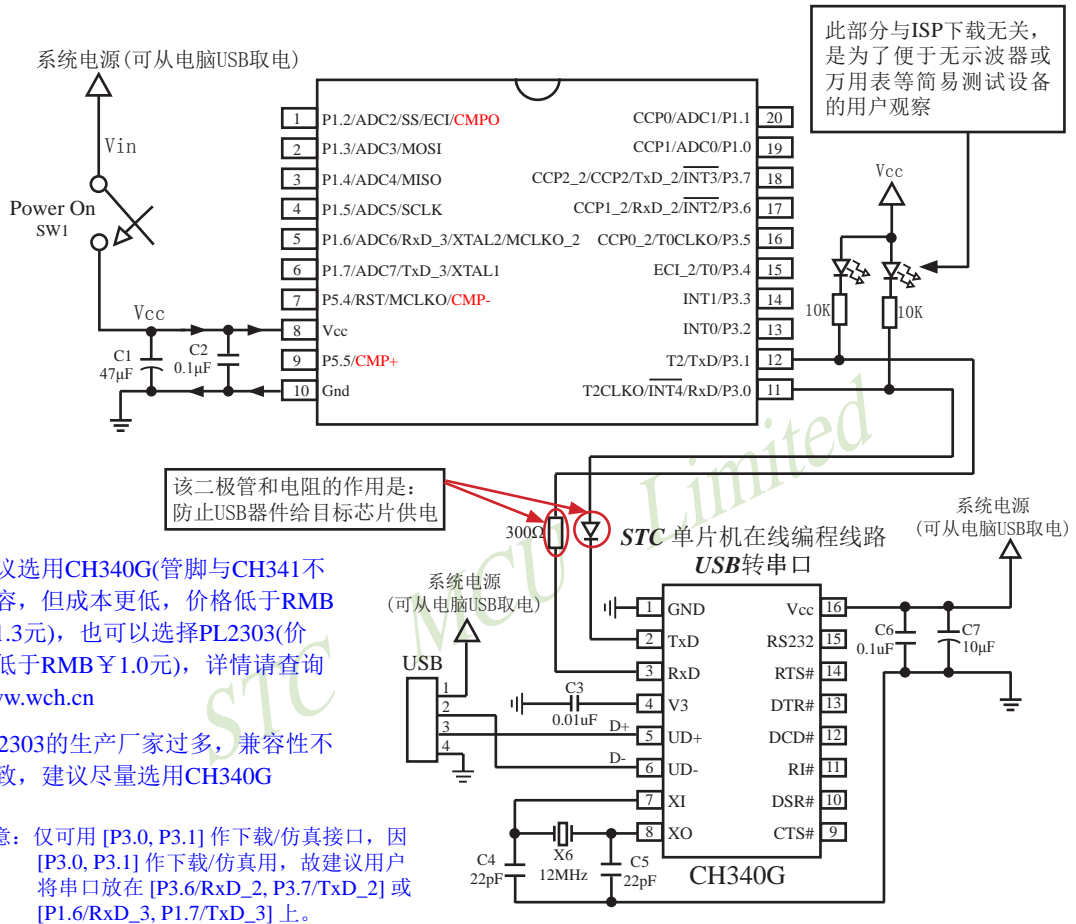 系统电源(可从电脑USB取电)
Vin
Power On
SW1
Vcc
C1
47μF
C2
0.1μF
1 P1.2/ADC2/SS/ECI/CMPO
2 P1.3/ADC3/MOSI
3 P1.4/ADC4/MISO
4 P1.5/ADC5/SCLK
5 P1.6/ADC6/RxD_3/XTAL2/MCLKO_2
6 P1.7/ADC7/TxD_3/XTAL1
7 P5.4/RST/MCLKO/CMP-
8 Vcc
9 P5.5/CMP+
10 Gnd
CCP0/ADC1/P1.1 20
CCP1/ADC0/P1.0 19
CCP2_2/CCP2/TxD_2/INT3/P3.7 18
CCP1_2/RxD_2/INT2/P3.6 17
CCP0_2/T0CLKO/P3.5 16
ECI_2/T0/P3.4 15
INT1/P3.3 14
INT0/P3.2 13
T2/TxD/P3.1 12
T2CLKO/INT4/RxD/P3.0 11
此部分与ISP下载无关，
是为了便于无示波器或
万用表等简易测试设备
的用户观察
Vcc
10K
10K
该二极管和电阻的作用是：
防止USB器件给目标芯片供电
300Ω
STC 单片机在线编程线路
USB转串口
系统电源
(可从电脑USB取电)
议选用CH340G(管脚与CH341不
容，但成本更低，价格低于RMB
1.3元)，也可以选择PL2303(价
低于RMB￥1.0元)，详情请查询
ww.wch.cn
2303的生产厂家过多，兼容性不
致，建议尽量选用CH340G
意：仅可用 [P3.0, P3.1] 作下载/仿真接口，因
[P3.0, P3.1] 作下载/仿真用，故建议用户
将串口放在 [P3.6/RxD_2, P3.7/TxD_2] 或
[P1.6/RxD_3, P1.7/TxD_3] 上。
系统电源
(可从电脑USB取电)
USB
1
2
3
4
C3
0.01uF
D+
D-
1 GND
2 TxD
3 RxD
4 V3
5 UD+
6 UD-
7 XI
8 XO
Vcc 16
RS232 15
RTS# 14
DTR# 13
DCD# 12
RI# 11
DSR# 10
CTS# 9
CH340G
C6
0.1uF
C7
10μF
C4
22pF
X6
12MHz
C5
22pF
STC MCU Limited